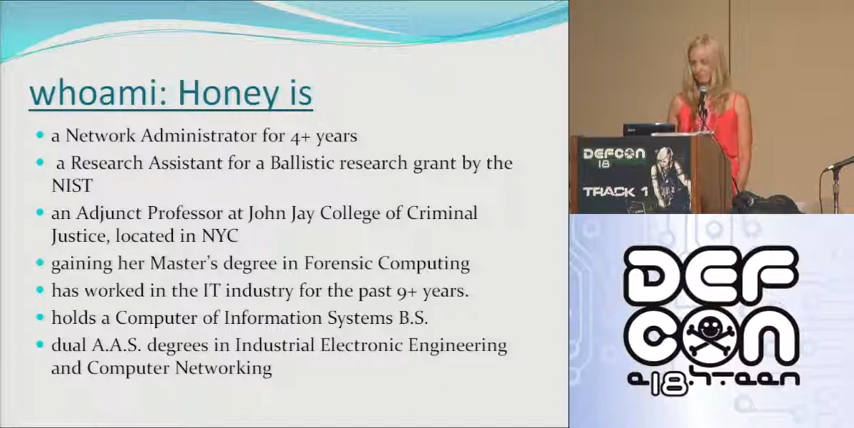 whoami: Honey is
a Network Administrator for 4+ years
a Research Assistant for a Ballistic research grant by the
NIST
an Adjunct Professor at John Jay College of Criminal
Justice, located in NYC
gaining her Master's degree in Forensic Computing
has worked in the IT industry for the past 9+ years.
holds a Computer of Information Systems B.S.
dual A.A.S. degrees in Industrial Electronic Engineering
and Computer Networking
DEFCON
18
TRACK 1
DEF
CON
e18h-teen